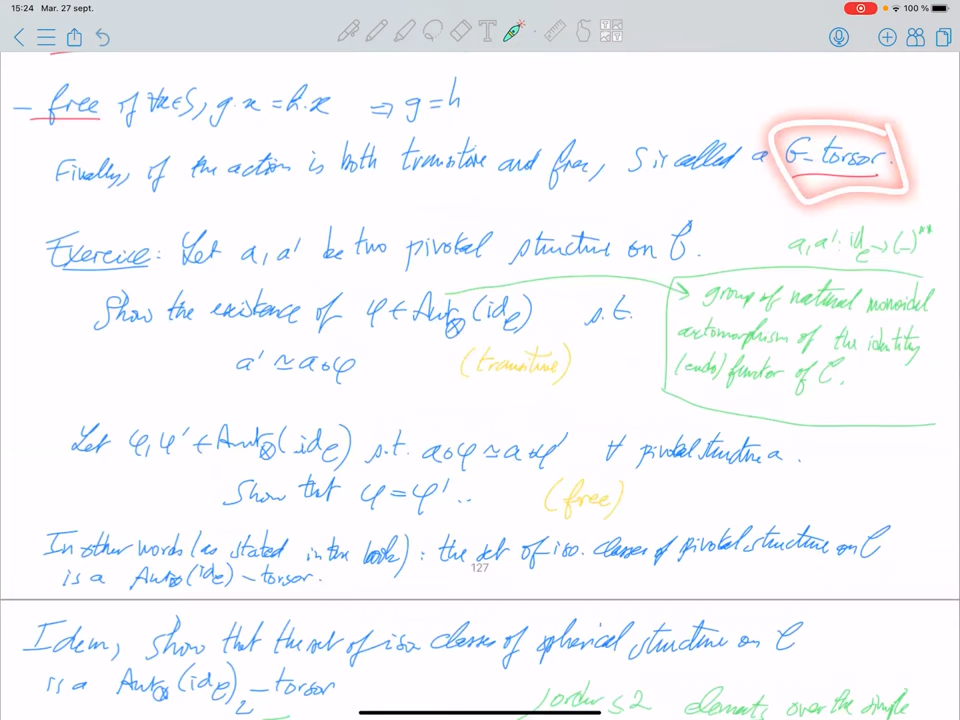 15:24 Mar. 27 sept.
100 %
- free if ∀x∈S, g.x = h.x ⇒ g = h
Finally, if the action is both transitive and free, S is called a G-torsor.
Exercise: Let a, a' be two pivotal structure on C.
a, a': id_C → (_)**
Show the existence of φ ∈ Aut_⊗(id_C) s.t.
a' ≃ a∘φ
(transitive)
group of natural monoidal
automorphism of the identity
(endo) functor of C.
Let φ, φ' ∈ Aut_⊗(id_C) s.t. a∘φ ≃ a∘φ' ∀ pivotal structure a.
Show that φ = φ'.. (free)
In other words (as stated in the book): the set of iso. classes of pivotal structure on C
is a Aut_⊗(id_C)-torsor.
127
Idem, show that the set of iso classes of spherical structure on C
is a Aut_⊗(id_C)_2-torsor
order ≤ 2 elements over the simple